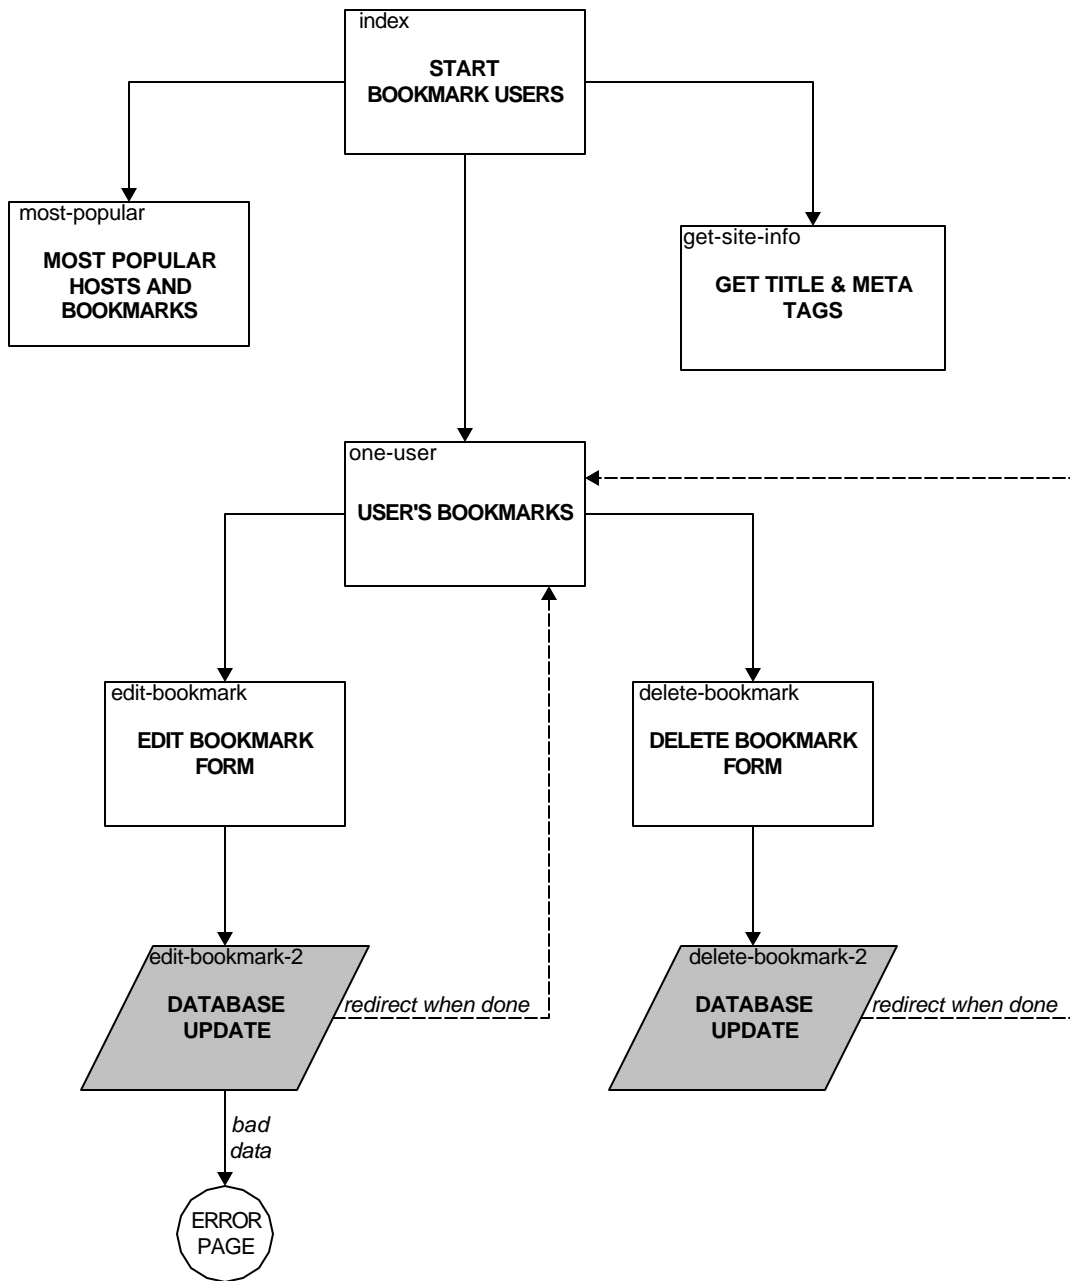 index
START
BOOKMARK USERS
most-popular
MOST POPULAR
HOSTS AND
BOOKMARKS
get-site-info
GET TITLE & META
TAGS
one-user
USER'S BOOKMARKS
edit-bookmark
EDIT BOOKMARK
FORM
delete-bookmark
DELETE BOOKMARK
FORM
edit-bookmark-2
DATABASE
UPDATE
redirect when done
delete-bookmark-2
DATABASE
UPDATE
redirect when done
bad
data
ERROR
PAGE